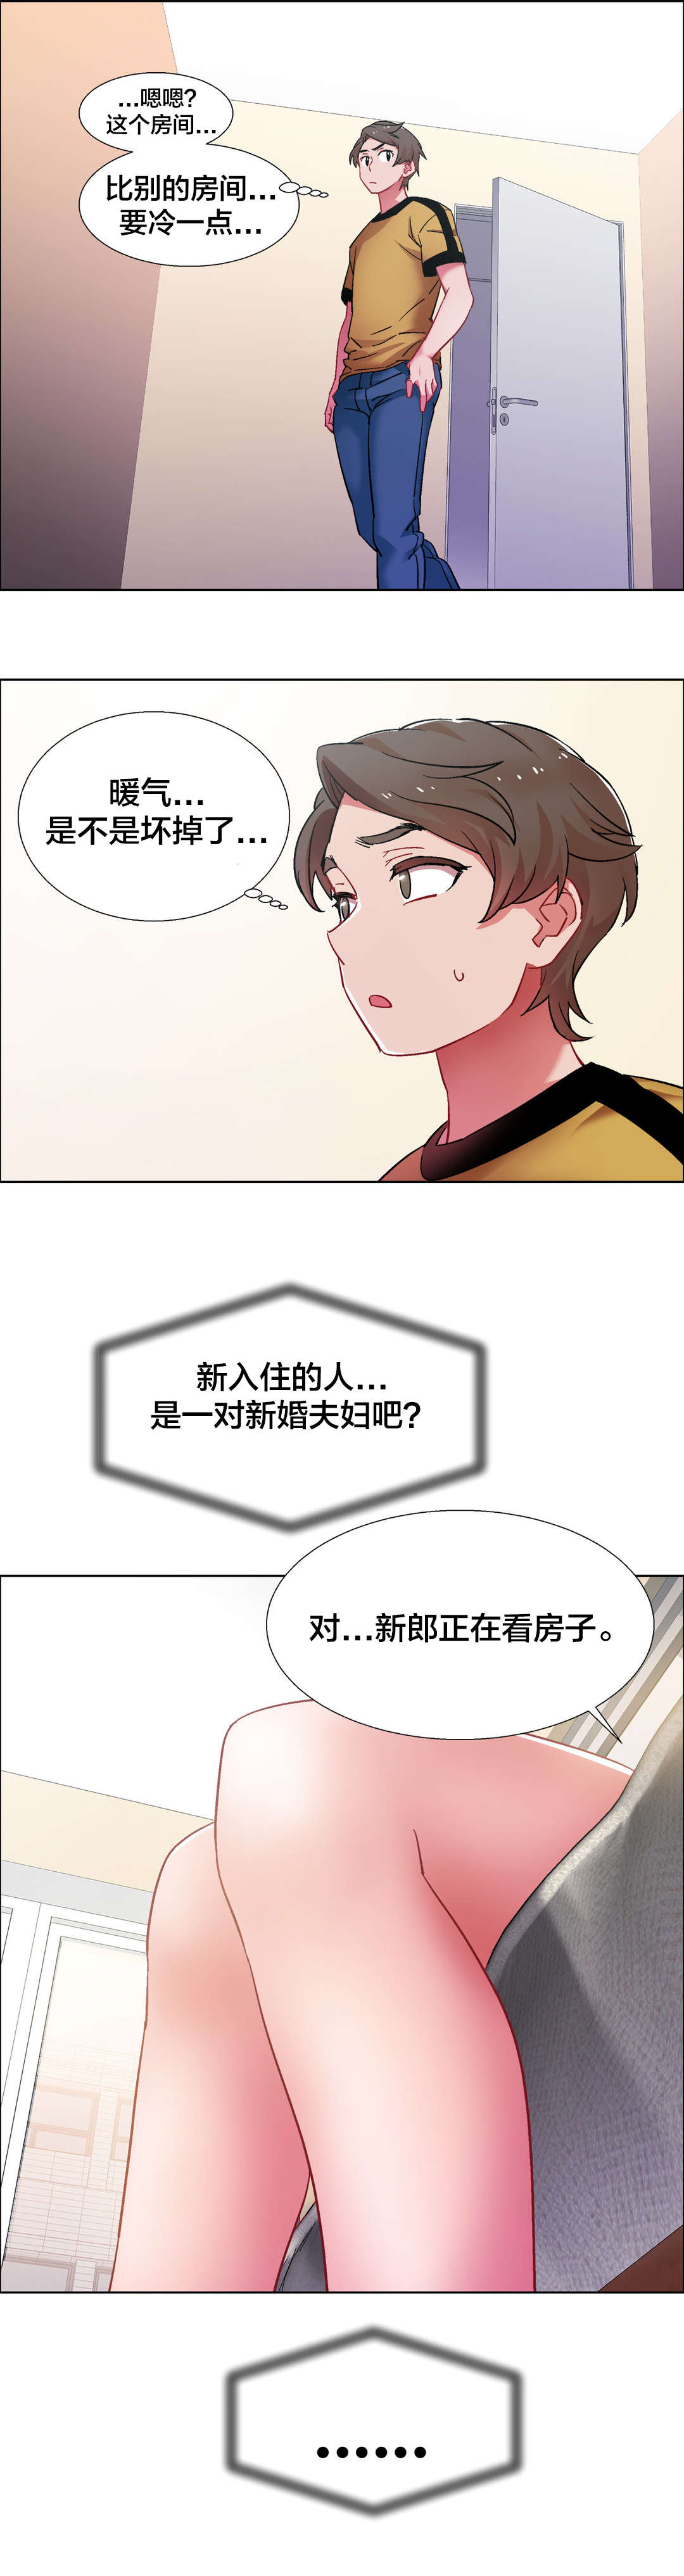 …嗯嗯?
这个房间…
比别的房间…
要冷一点…
暖气…
是不是坏掉了…
新入住的人…
是一对新婚夫妇吧?
对…新郎正在看房子。
……